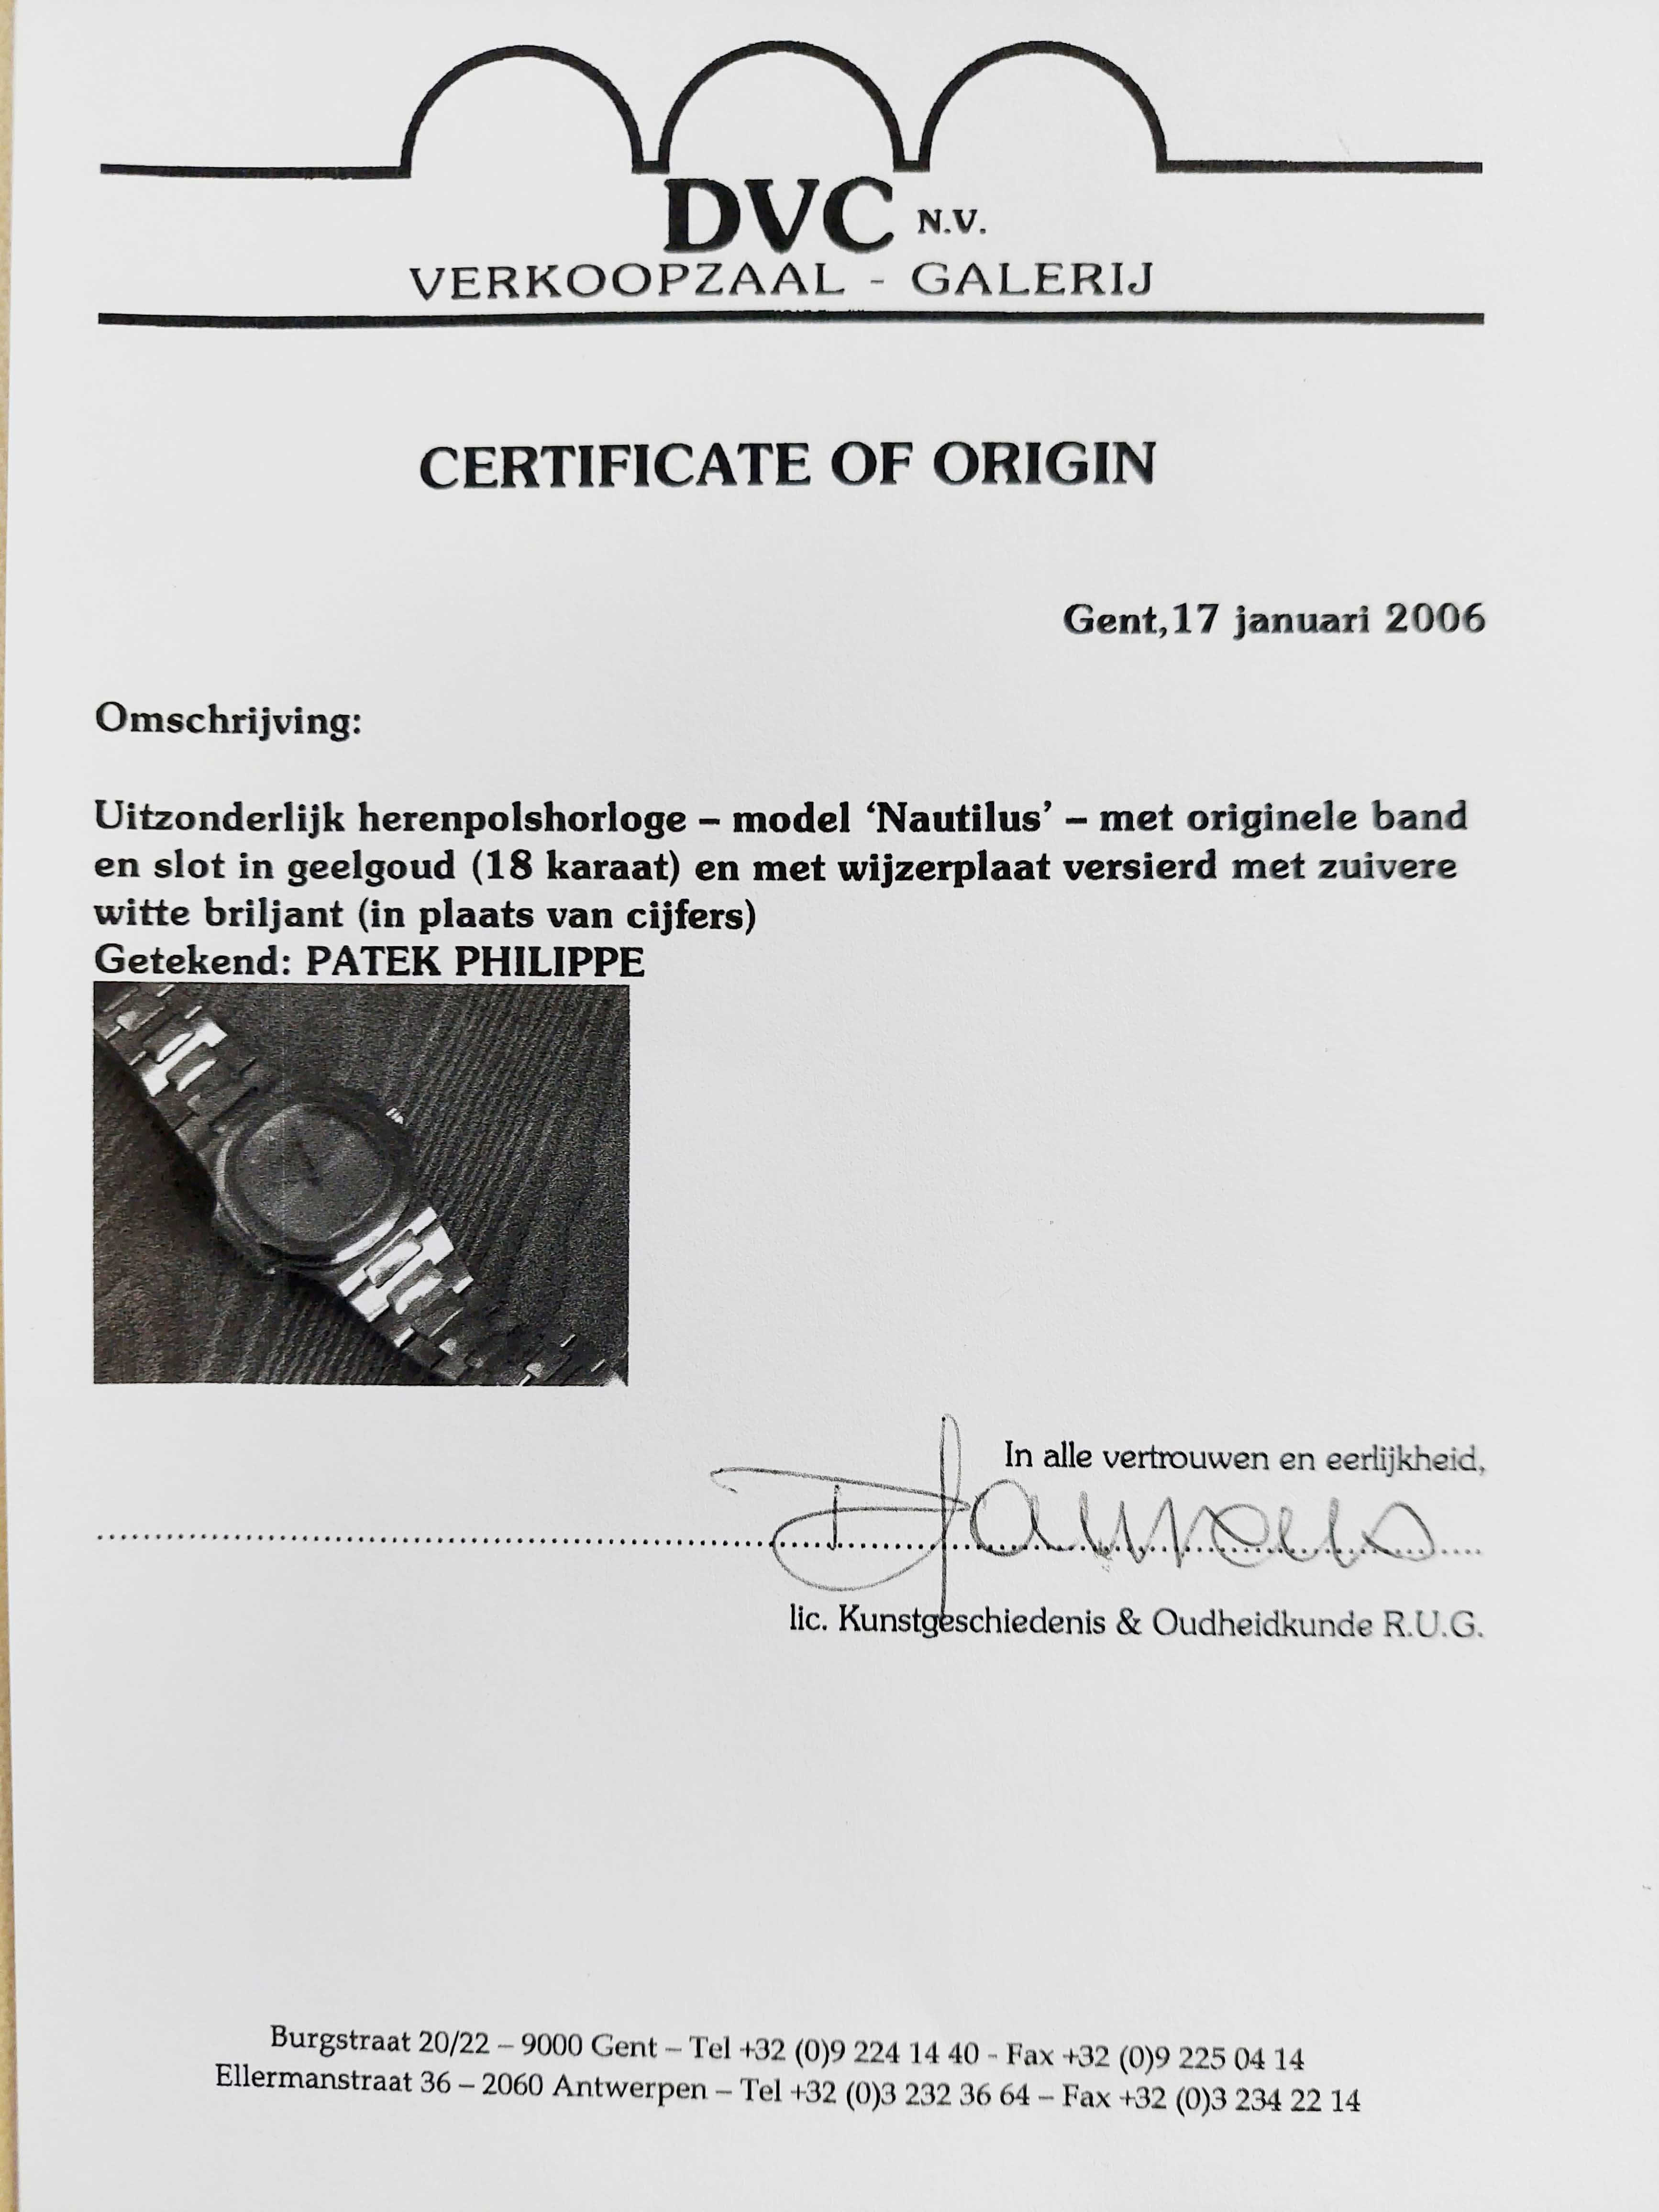 DVC N.V.
VERKOOPZAAL - GALERIJ
CERTIFICATE OF ORIGIN
Gent,17 januari 2006
Omschrijving:
Uitzonderlijk herenpolshorloge – model ‘Nautilus’ – met originele band
en slot in geelgoud (18 karaat) en met wijzerplaat versierd met zuivere
witte briljant (in plaats van cijfers)
Getekend: PATEK PHILIPPE
In alle vertrouwen en eerlijkheid,
lic. Kunstgeschiedenis & Oudheidkunde R.U.G.
Burgstraat 20/22 – 9000 Gent – Tel +32 (0)9 224 14 40 - Fax +32 (0)9 225 04 14
Ellermanstraat 36 – 2060 Antwerpen – Tel +32 (0)3 232 36 64 – Fax +32 (0)3 234 22 14